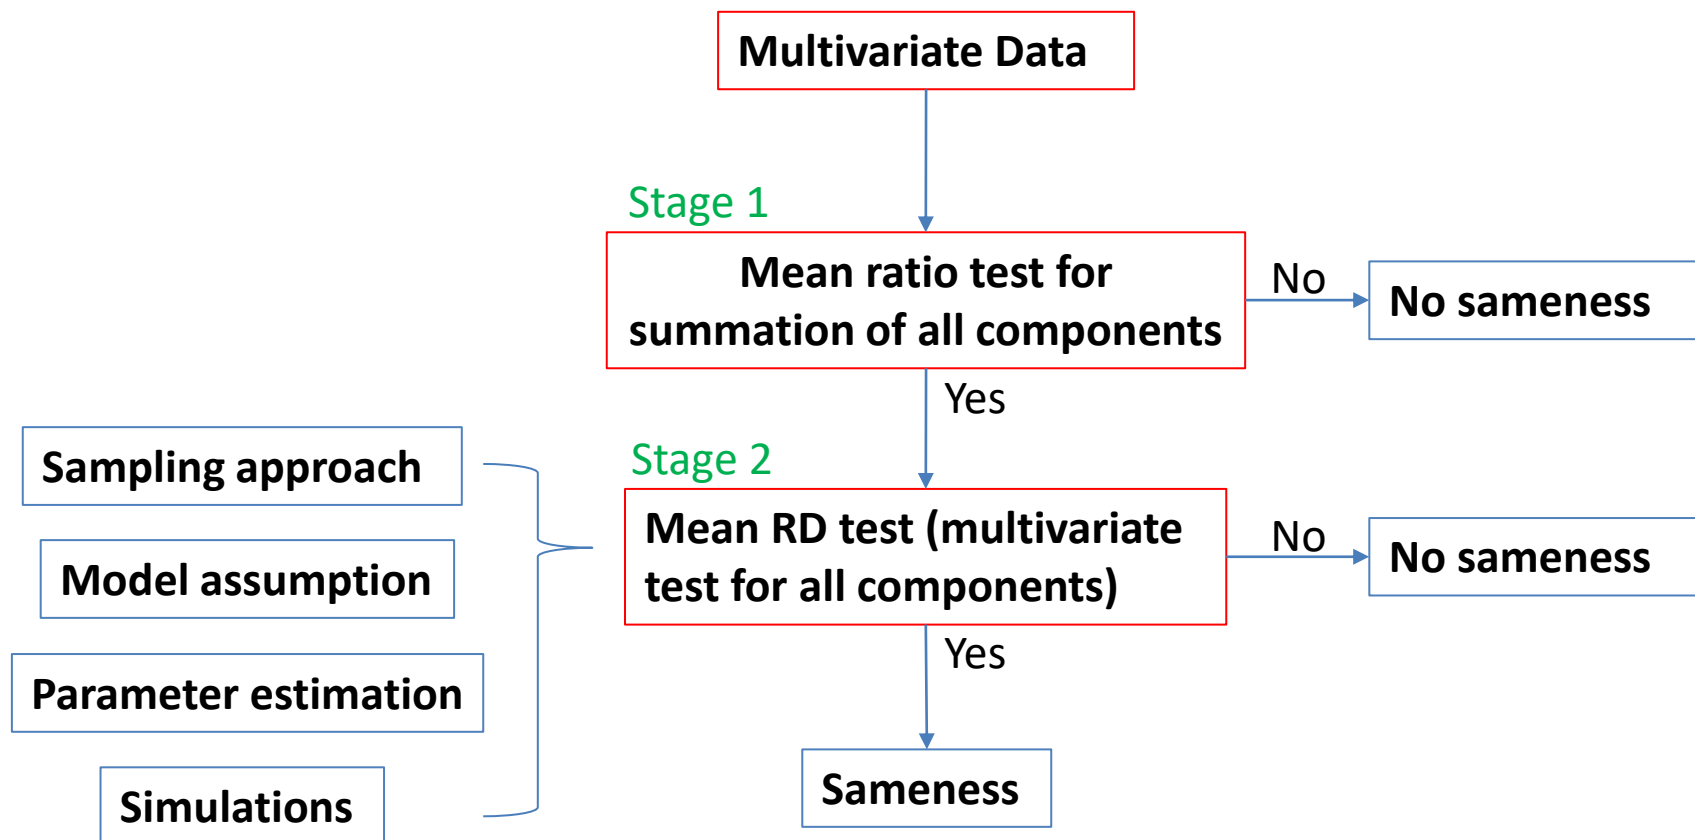 Multivariate Data
Stage 1
Mean ratio test for
summation of all components
No
No sameness
Yes
Stage 2
Mean RD test (multivariate
test for all components)
No
No sameness
Yes
Sameness
Sampling approach
Model assumption
Parameter estimation
Simulations